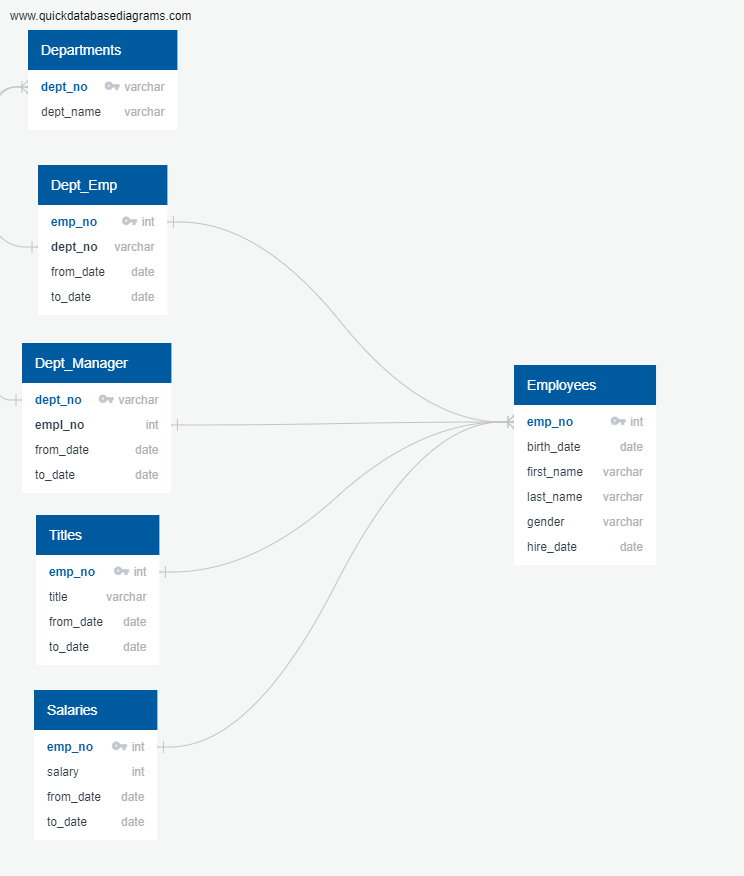 www.quickdatabasediagrams.com
Departments
dept_no varchar
dept_name varchar
Dept_Emp
emp_no int
dept_no varchar
from_date date
to_date date
Dept_Manager
dept_no varchar
empl_no int
from_date date
to_date date
Titles
emp_no int
title varchar
from_date date
to_date date
Salaries
emp_no int
salary int
from_date date
to_date date
Employees
emp_no int
birth_date date
first_name varchar
last_name varchar
gender varchar
hire_date date